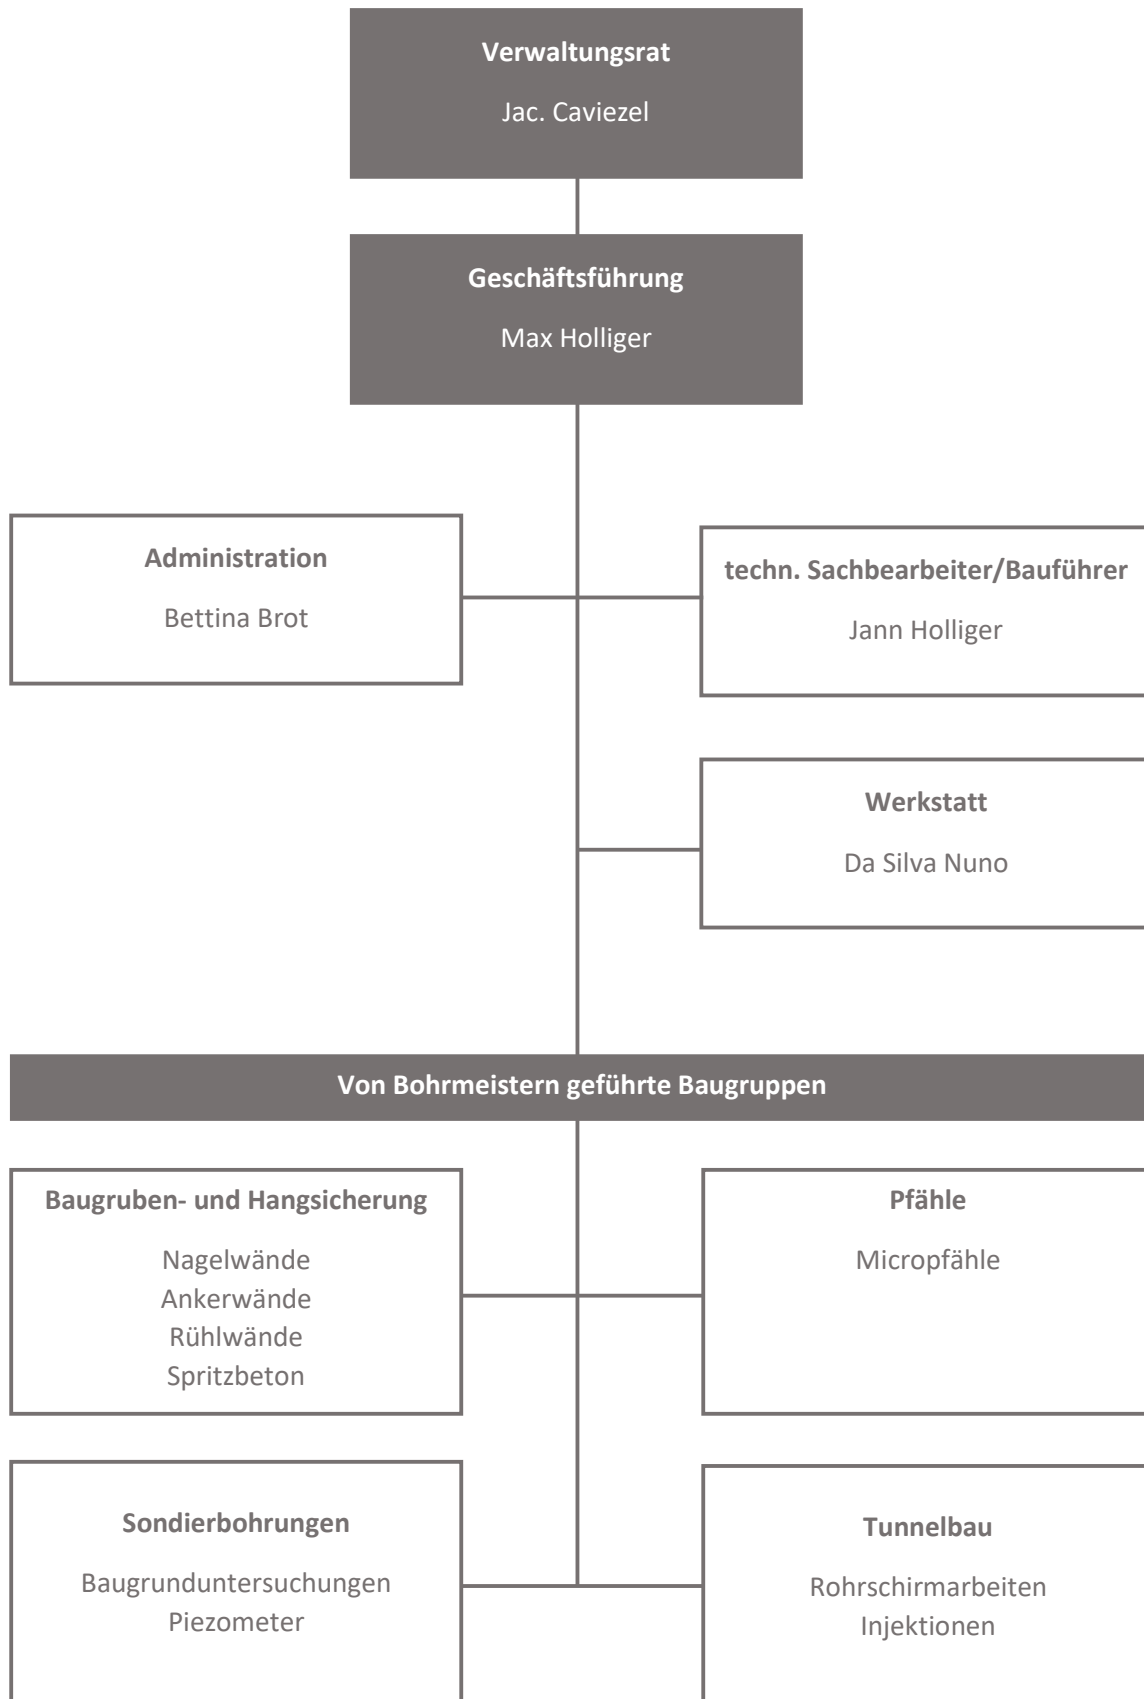 Verwaltungsrat
Jac. Caviezel
Geschäftsführung
Max Holliger
Administration
Bettina Brot
techn. Sachbearbeiter/Bauführer
Jann Holliger
Werkstatt
Da Silva Nuno
Von Bohrmeistern geführte Baugruppen
Baugruben- und Hangsicherung
Nagelwände
Ankerwände
Rühlwände
Spritzbeton
Pfähle
Micropfähle
Sondierbohrungen
Baugrunduntersuchungen
Piezometer
Tunnelbau
Rohrschirmarbeiten
Injektionen